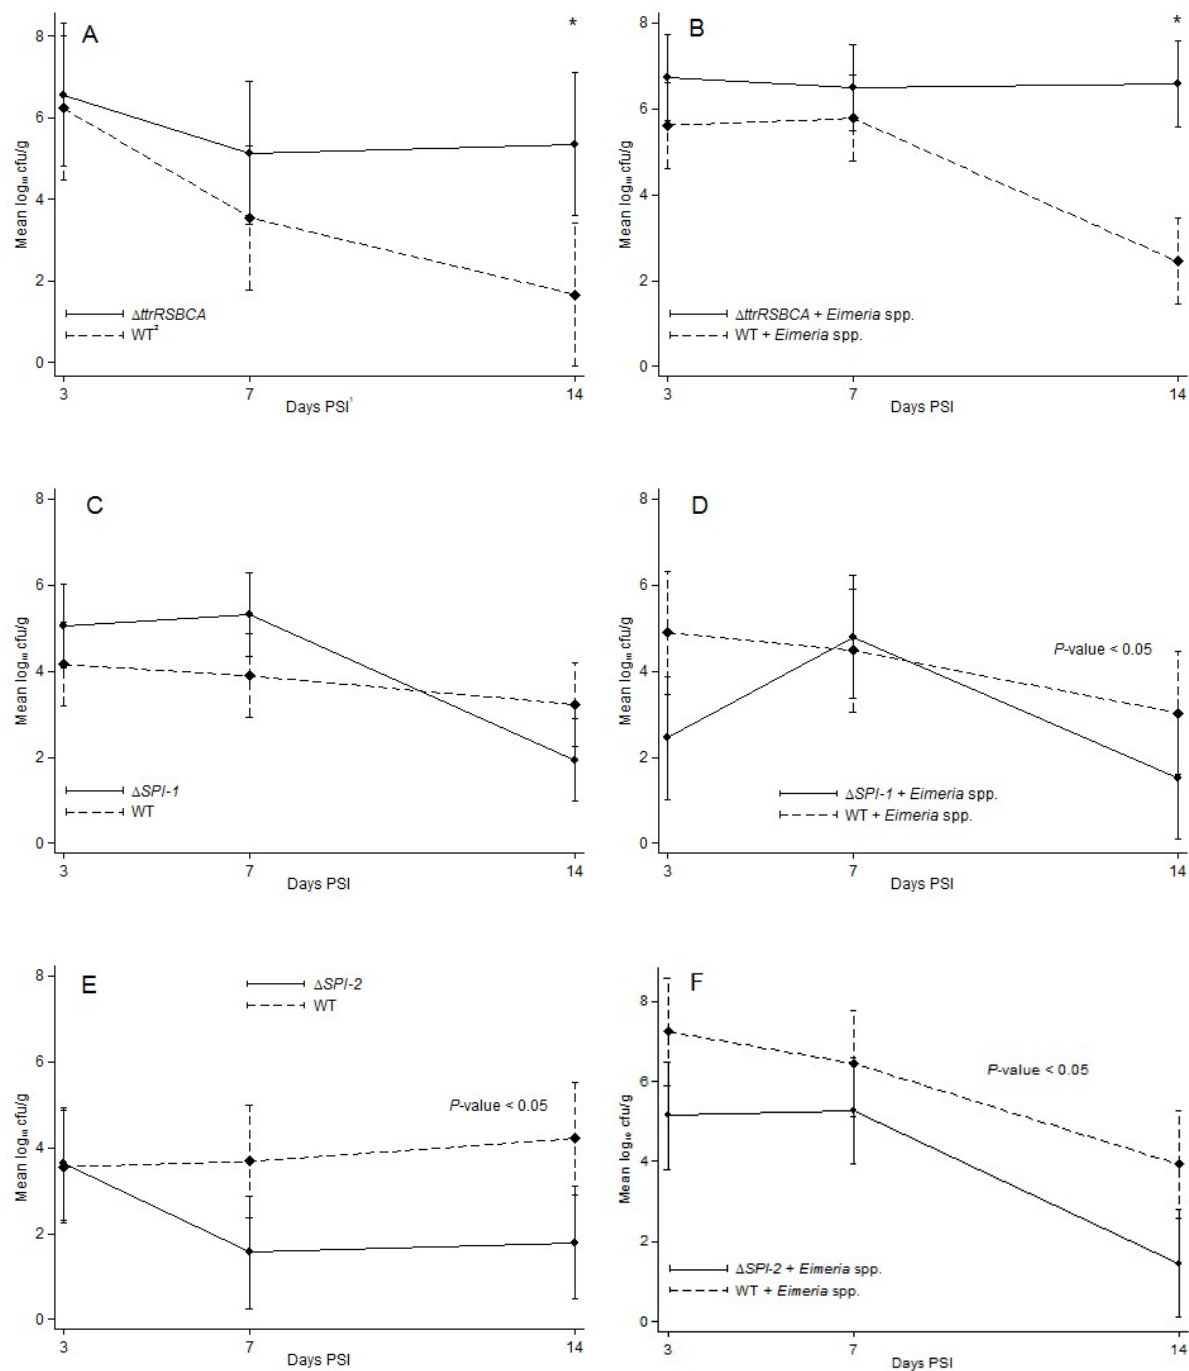 A
*
8
6
4
2
0
Mean log₁₀ cfu/g
ΔttrRSBCA
WT²
3
7
14
Days PSI¹
B
*
8
6
4
2
0
Mean log₁₀ cfu/g
ΔttrRSBCA + Eimeria spp.
WT + Eimeria spp.
3
7
14
Days PSI
C
8
6
4
2
0
Mean log₁₀ cfu/g
ΔSPI-1
WT
3
7
14
Days PSI
D
8
6
4
2
0
Mean log₁₀ cfu/g
P-value < 0.05
ΔSPI-1 + Eimeria spp.
WT + Eimeria spp.
3
7
14
Days PSI
E
ΔSPI-2
WT
8
6
4
2
0
Mean log₁₀ cfu/g
P-value < 0.05
3
7
14
Days PSI
F
8
6
4
2
0
Mean log₁₀ cfu/g
P-value < 0.05
ΔSPI-2 + Eimeria spp.
WT + Eimeria spp.
3
7
14
Days PSI